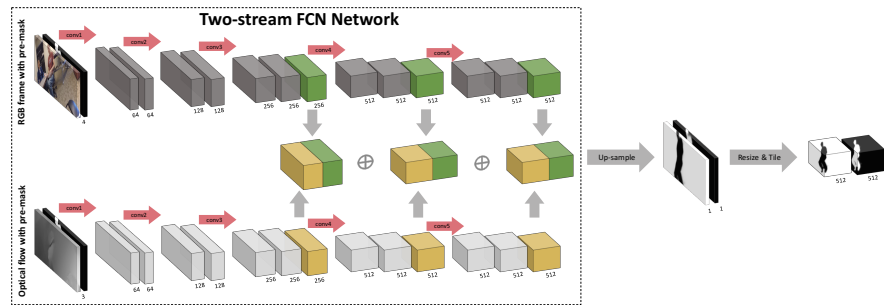 Two-stream FCN Network
RGB frame with pre-mask
conv1
conv2
conv3
conv4
conv5
4
64 64
128 128
256 256 256
512 512 512
512 512 512
Up-sample
Resize & Tile
1 1
512 512
Optical flow with pre-mask
conv1
conv2
conv3
conv4
conv5
3
64 64
128 128
256 256 256
512 512 512
512 512 512